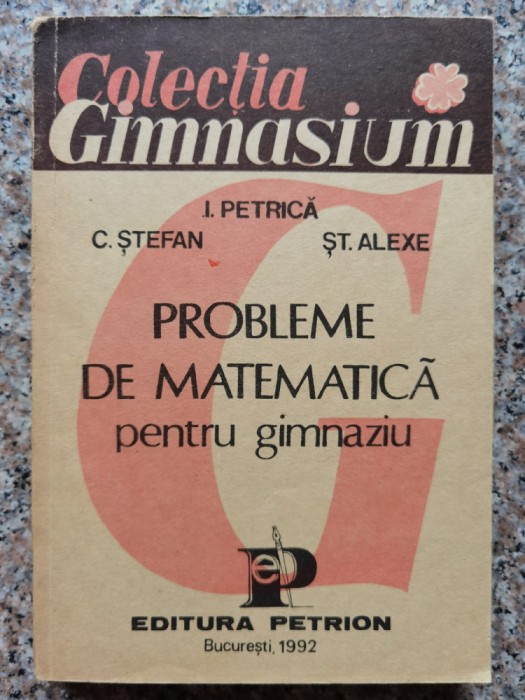 Colecția
Gimnasium
I. PETRICĂ
C. ȘTEFAN ȘT. ALEXE
PROBLEME
DE MATEMATICĂ
pentru gimnaziu
eP
EDITURA PETRION
București, 1992